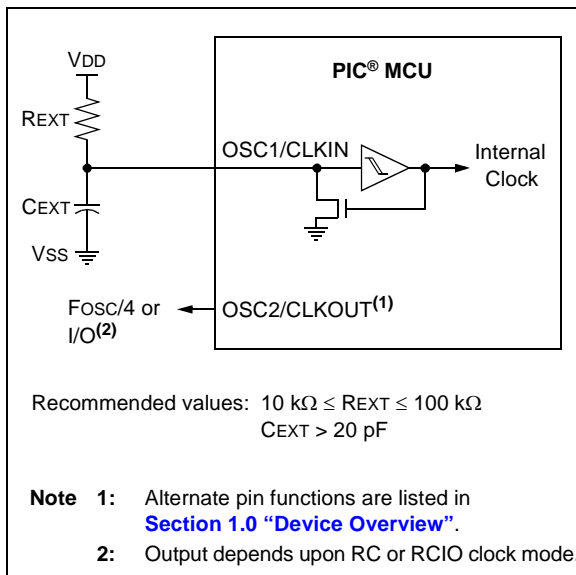 VDD
PIC® MCU
REXT
OSC1/CLKIN
Internal
Clock
CEXT
VSS
FOSC/4 or
I/O(2)
OSC2/CLKOUT(1)
Recommended values: 10 kΩ ≤ REXT ≤ 100 kΩ
CEXT > 20 pF
Note 1: Alternate pin functions are listed in
Section 1.0 “Device Overview”.
2: Output depends upon RC or RCIO clock mode.